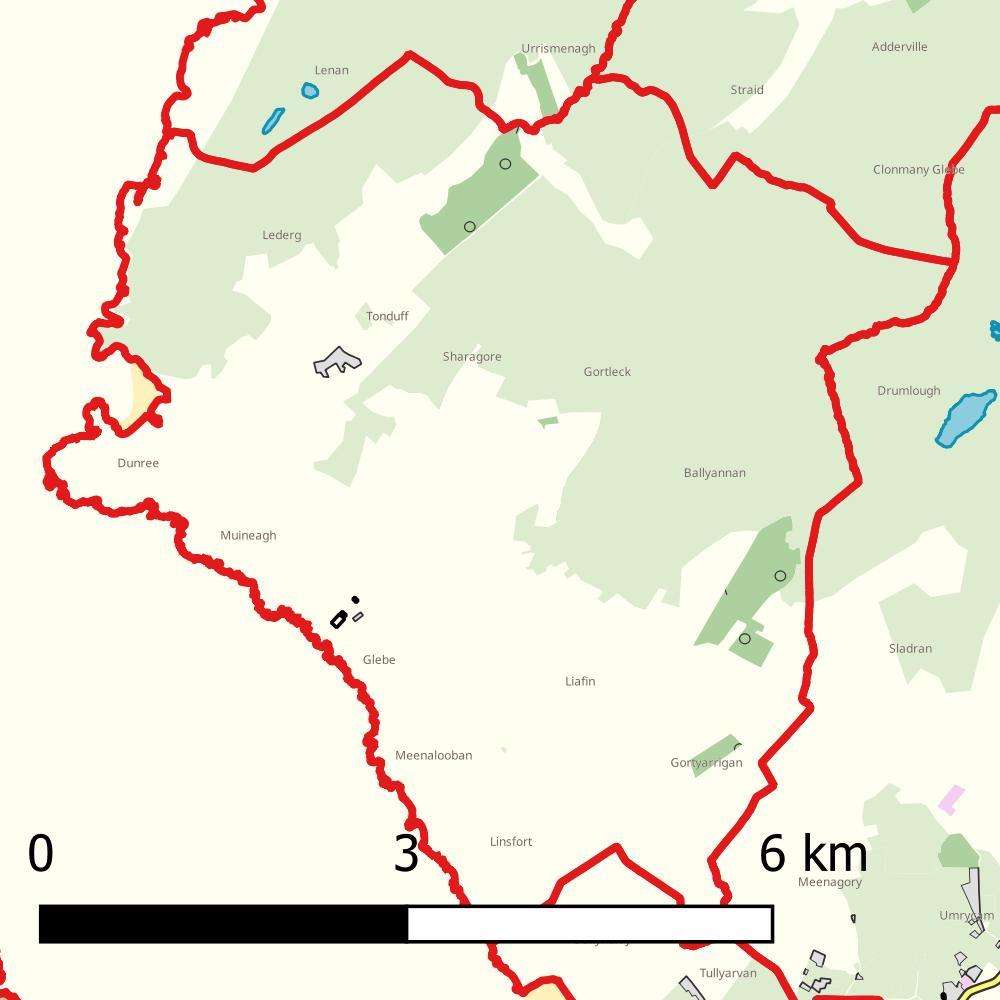 Urrismenagh
Adderville
Lenan
Straid
Clonmany Glebe
Lederg
Tonduff
Sharagore
Gortleck
Drumlough
Dunree
Ballyannan
Muineagh
Sladran
Glebe
Liafin
Meenalooban
Gortyarrigan
Linsfort
0 3 6 km
Meenagory
Umrycam
Tullyarvan